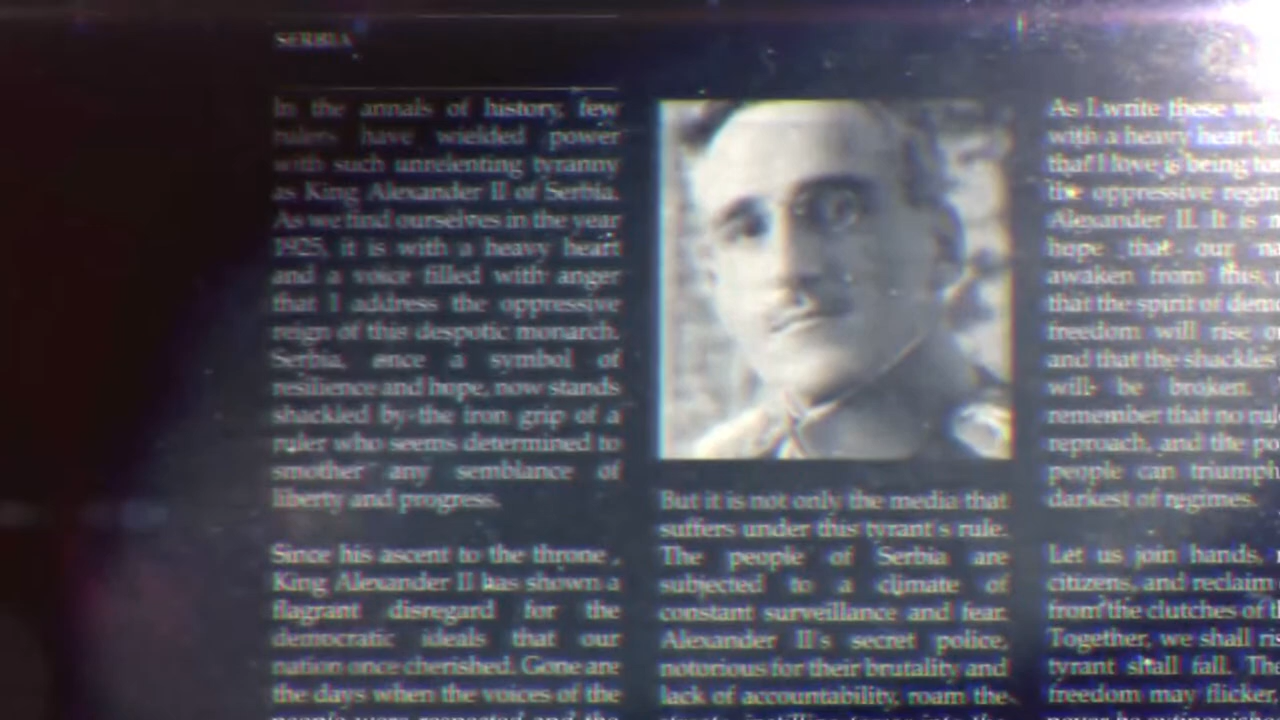 SERBIA
In the annals of history, few
rulers have wielded power
with such unrelenting tyranny
as King Alexander II of Serbia.
As we find ourselves in the year
1925, it is with a heavy heart
and a voice filled with anger
that I address the oppressive
reign of this despotic monarch.
Serbia, once a symbol of
resilience and hope, now stands
shackled by the iron grip of a
ruler who seems determined to
smother any semblance of
liberty and progress.
Since his ascent to the throne,
King Alexander II has shown a
flagrant disregard for the
democratic ideals that our
nation once cherished. Gone are
the days when the voices of the
people were respected and the
But it is not only the media that
suffers under this tyrant's rule.
The people of Serbia are
subjected to a climate of
constant surveillance and fear.
Alexander II's secret police,
notorious for their brutality and
lack of accountability, roam the
As I write these
with a heavy heart,
that I love is being
the oppressive
Alexander II. It is
hope that our
awaken from this,
that the spirit of
freedom will rise
and that the shackles
will be broken.
remember that no
reproach, and the
people can triumph
darkest of regimes.
Let us join hands,
citizens, and reclaim
from the clutches of
Together, we shall
tyrant shall fall. The
freedom may flicker,